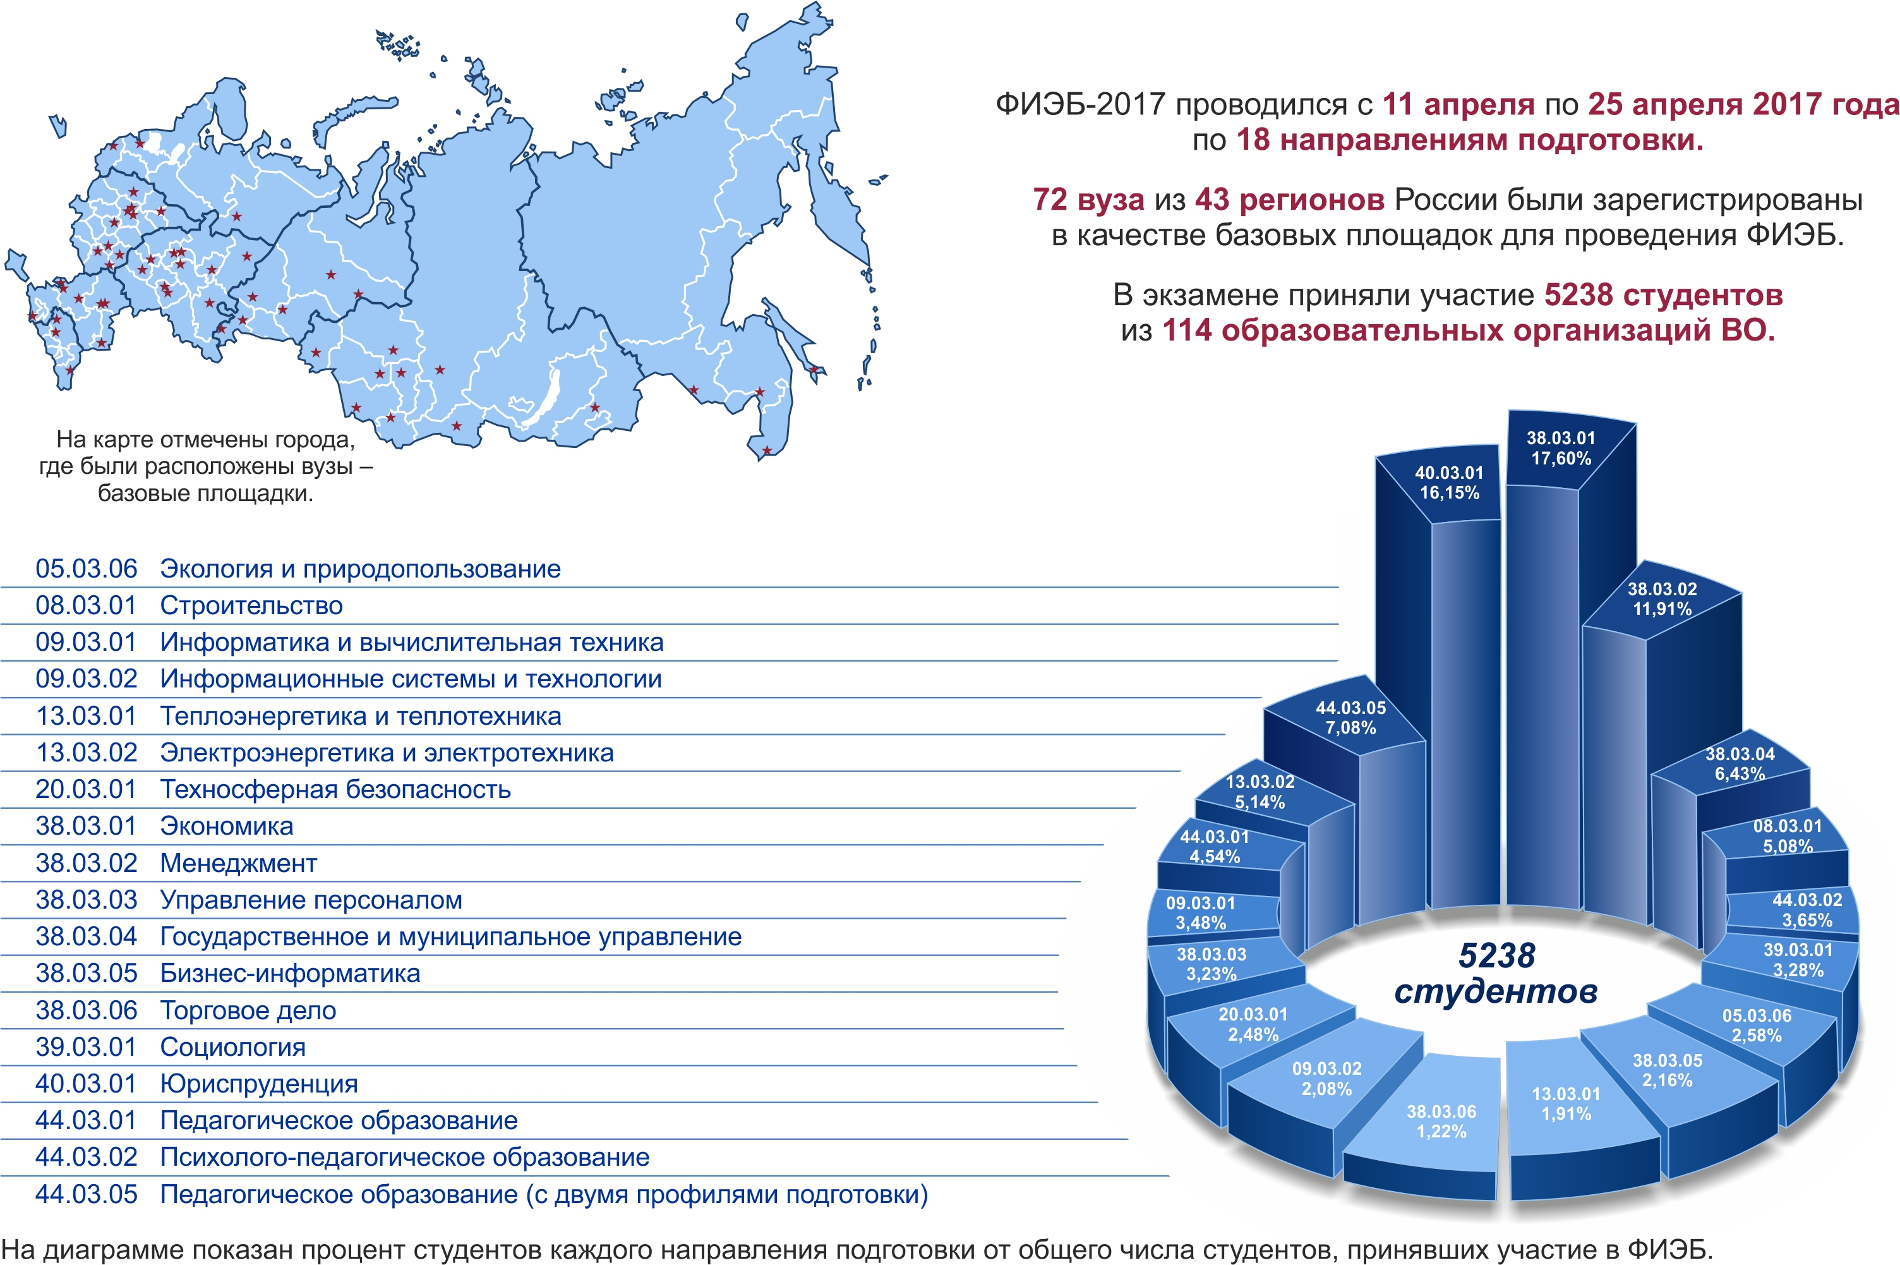 ФИЭБ-2017 проводился с 11 апреля по 25 апреля 2017 года
по 18 направлениям подготовки.
72 вуза из 43 регионов России были зарегистрированы
в качестве базовых площадок для проведения ФИЭБ.
В экзамене приняли участие 5238 студентов
из 114 образовательных организаций ВО.
На карте отмечены города,
где были расположены вузы –
базовые площадки.
05.03.06 Экология и природопользование
08.03.01 Строительство
09.03.01 Информатика и вычислительная техника
09.03.02 Информационные системы и технологии
13.03.01 Теплоэнергетика и теплотехника
13.03.02 Электроэнергетика и электротехника
20.03.01 Техносферная безопасность
38.03.01 Экономика
38.03.02 Менеджмент
38.03.03 Управление персоналом
38.03.04 Государственное и муниципальное управление
38.03.05 Бизнес-информатика
38.03.06 Торговое дело
39.03.01 Социология
40.03.01 Юриспруденция
44.03.01 Педагогическое образование
44.03.02 Психолого-педагогическое образование
44.03.05 Педагогическое образование (с двумя профилями подготовки)
38.03.01
17,60%
38.03.02
11,91%
38.03.04
6,43%
08.03.01
5,08%
44.03.02
3,65%
39.03.01
3,28%
05.03.06
2,58%
38.03.05
2,16%
13.03.01
1,91%
38.03.06
1,22%
09.03.02
2,08%
20.03.01
2,48%
38.03.03
3,23%
09.03.01
3,48%
44.03.01
4,54%
13.03.02
5,14%
44.03.05
7,08%
40.03.01
16,15%
5238
студентов
На диаграмме показан процент студентов каждого направления подготовки от общего числа студентов, принявших участие в ФИЭБ.